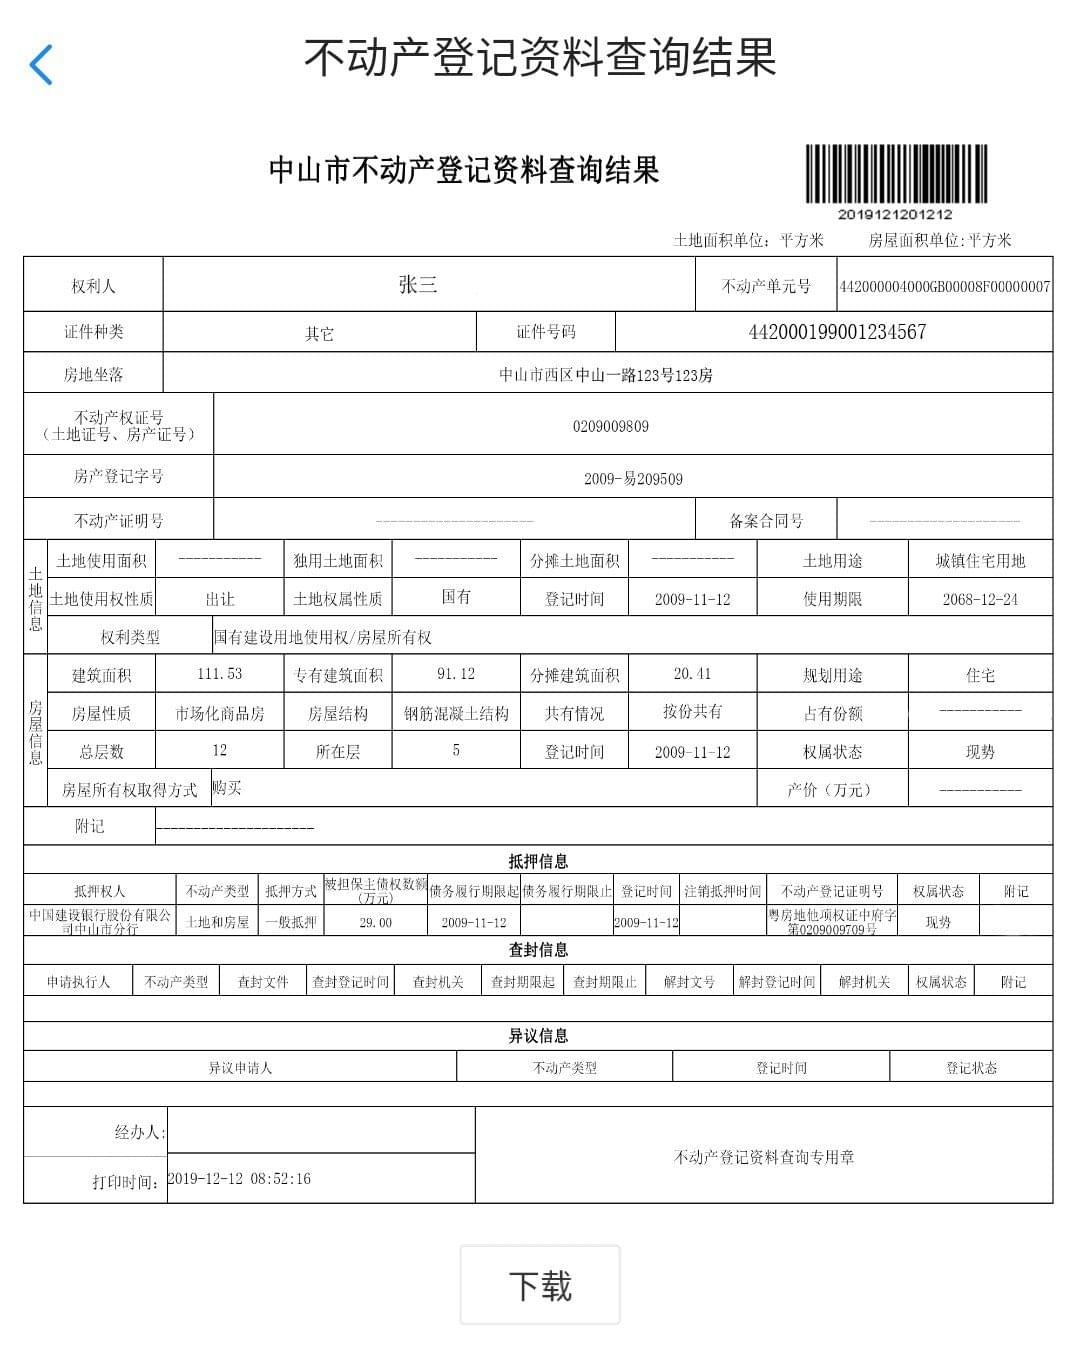 不动产登记资料查询结果
中山市不动产登记资料查询结果
2019121201212
土地面积单位：平方米 房屋面积单位:平方米
权利人 张三 不动产单元号 442000004000GB00008F00000007
证件种类 其它 证件号码 442000199001234567
房地坐落 中山市西区中山一路123号123房
不动产权证号
（土地证号、房产证号） 0209009809
房产登记字号 2009-易209509
不动产证明号 --------------------- 备案合同号 --------------------
土地信息
土地使用面积 ----------- 独用土地面积 ----------- 分摊土地面积 ----------- 土地用途 城镇住宅用地
土地使用权性质 出让 土地权属性质 国有 登记时间 2009-11-12 使用期限 2068-12-24
权利类型 国有建设用地使用权/房屋所有权
房屋信息
建筑面积 111.53 专有建筑面积 91.12 分摊建筑面积 20.41 规划用途 住宅
房屋性质 市场化商品房 房屋结构 钢筋混凝土结构 共有情况 按份共有 占有份额 -----------
总层数 12 所在层 5 登记时间 2009-11-12 权属状态 现势
房屋所有权取得方式 购买 产价（万元） -----------
附记 ---------------------
抵押信息
抵押权人 不动产类型 抵押方式 被担保主债权数额(万元) 债务履行期限起 债务履行期限止 登记时间 注销抵押时间 不动产登记证明号 权属状态 附记
中国建设银行股份有限公司中山市分行 土地和房屋 一般抵押 29.00 2009-11-12 2009-11-12 粤房地他项权证中府字第0209009709号 现势
查封信息
申请执行人 不动产类型 查封文件 查封登记时间 查封机关 查封期限起 查封期限止 解封文号 解封登记时间 解封机关 权属状态 附记
异议信息
异议申请人 不动产类型 登记时间 登记状态
经办人:
打印时间： 2019-12-12 08:52:16
不动产登记资料查询专用章
下载